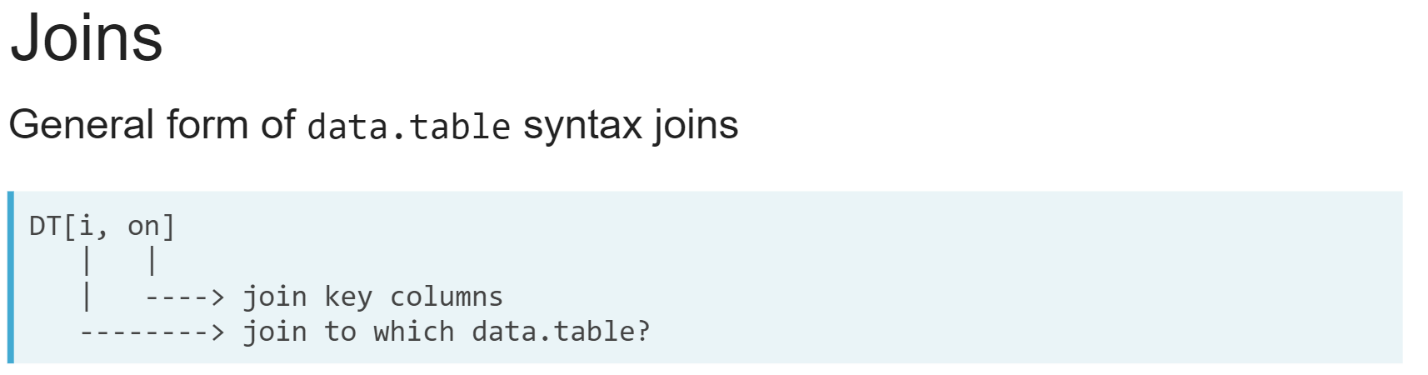 Joins
General form of data.table syntax joins
DT[i, on]
   |   |
   |   ----> join key columns
   --------> join to which data.table?